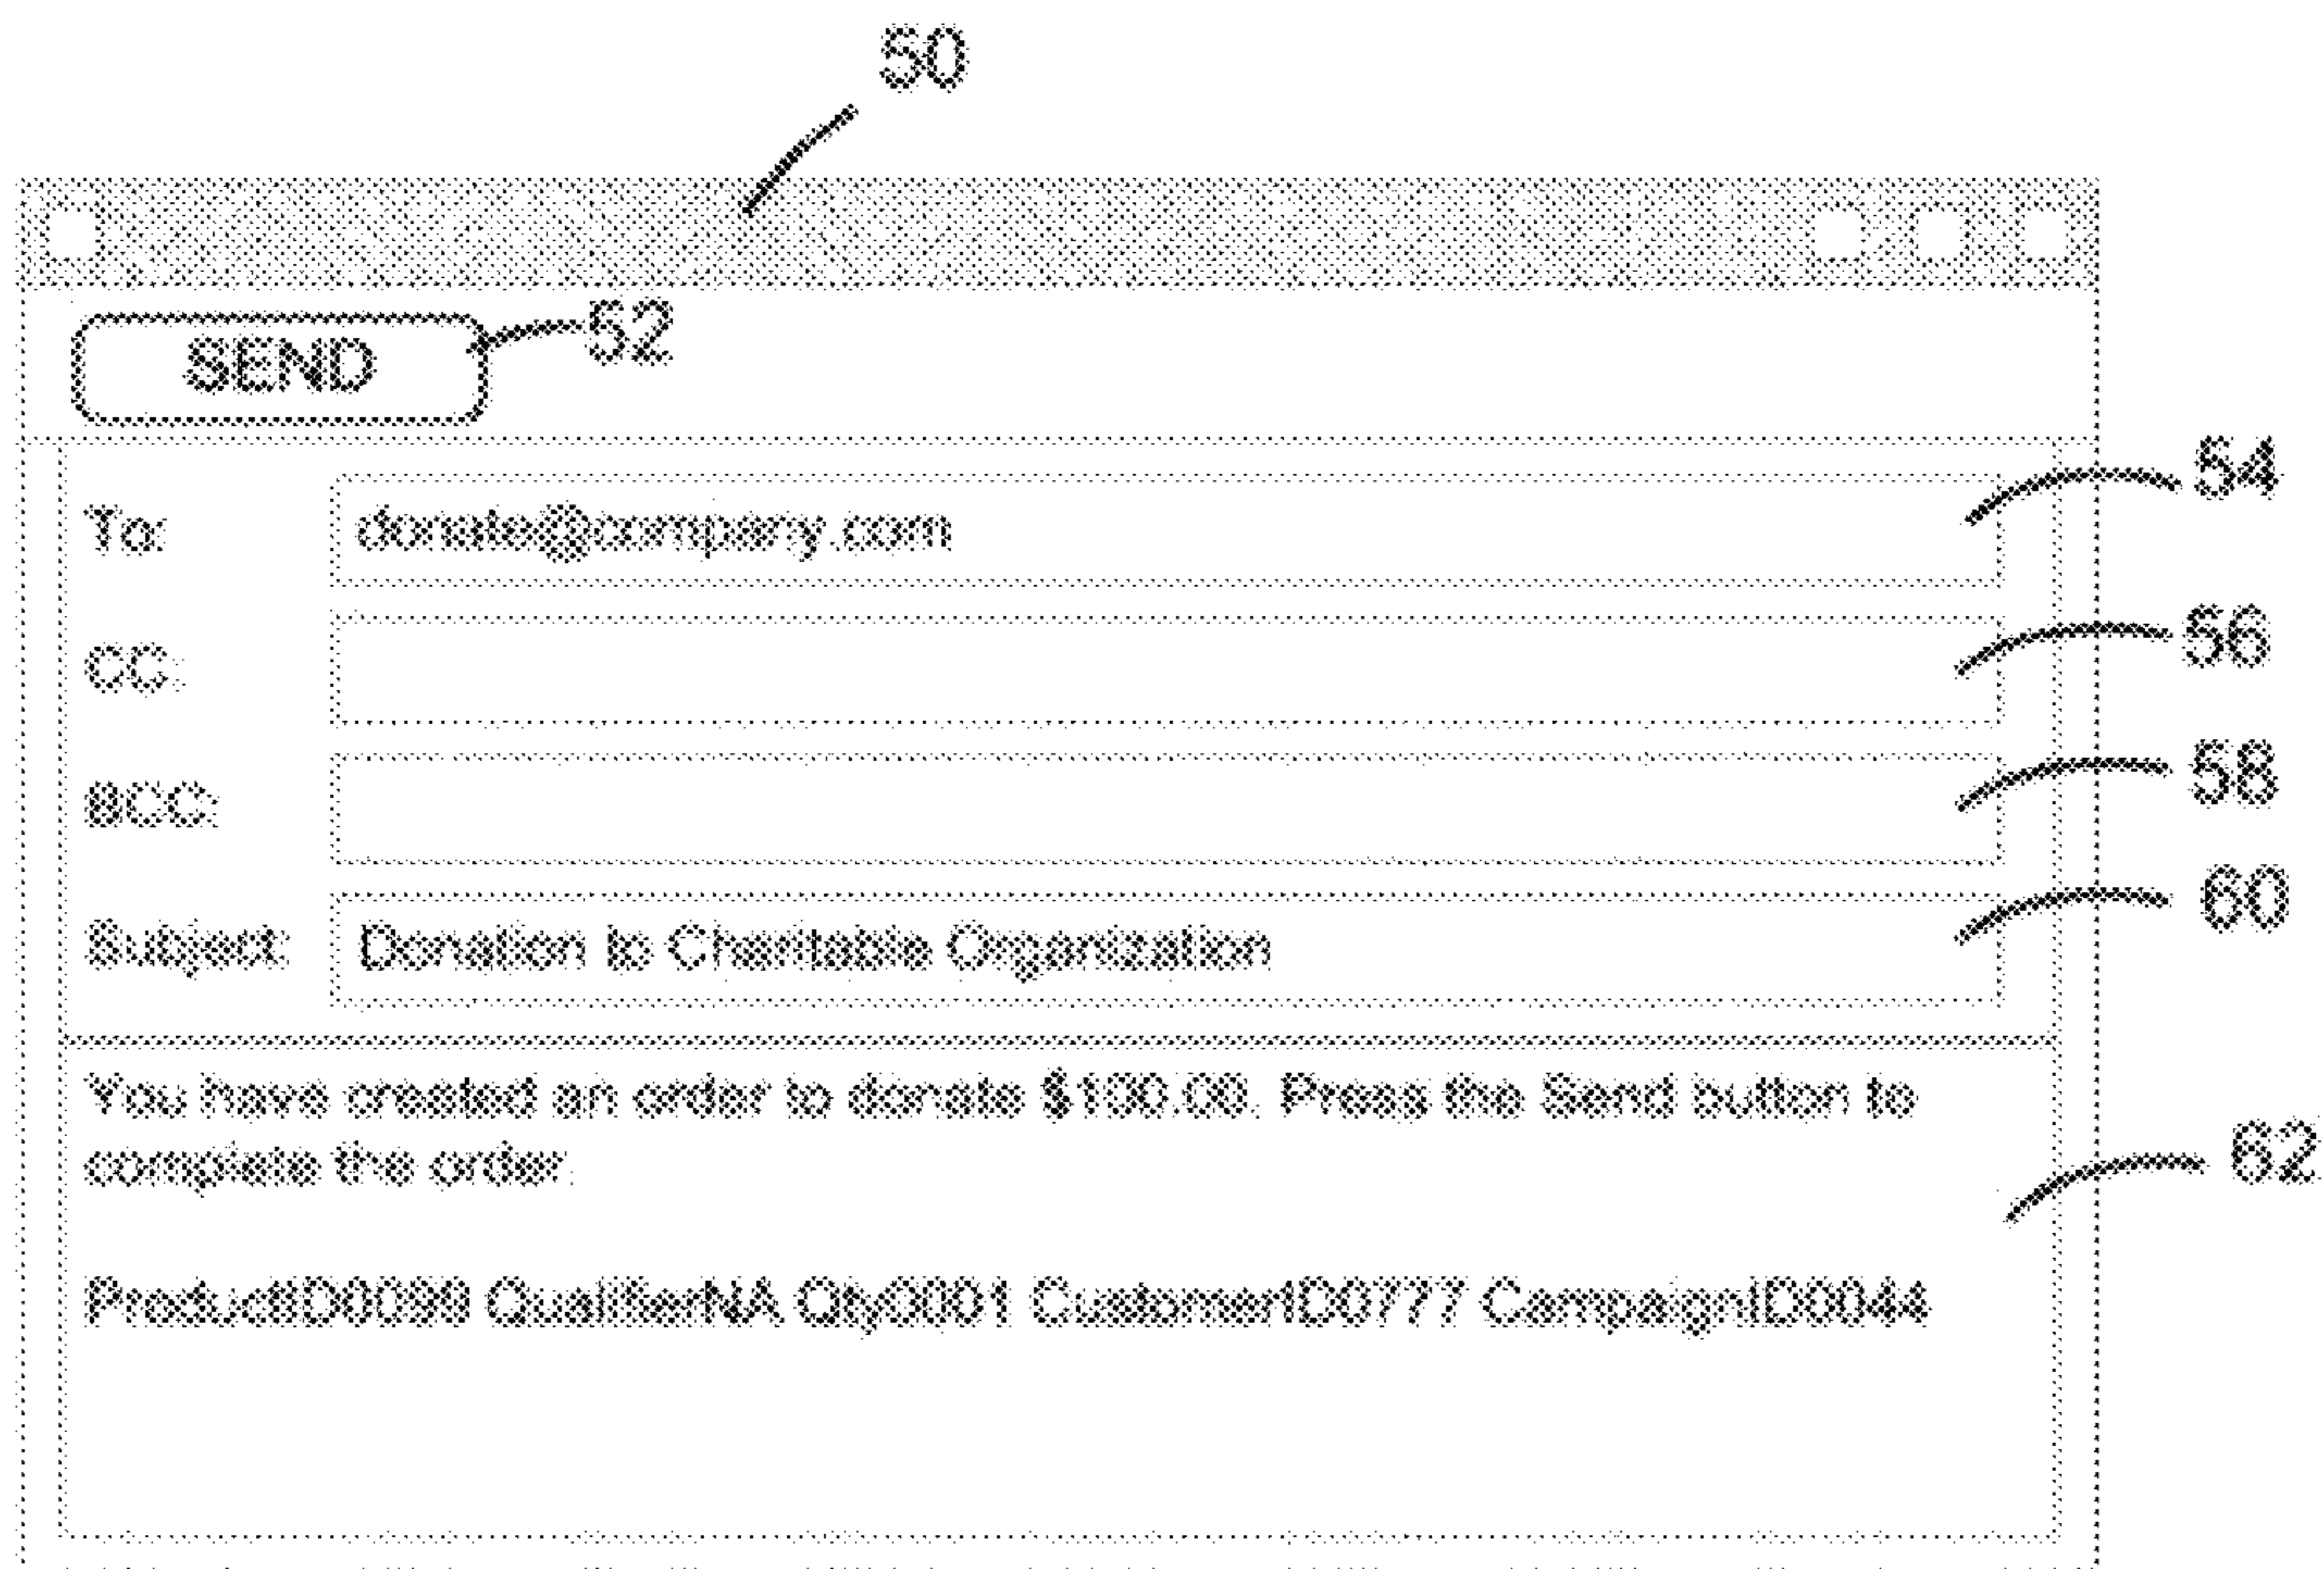 50
SEND 52
To: donate@company.com 54
CC: 56
BCC: 58
Subject: Donation to Charitable Organization 60
You have created an order to donate $100.00. Press the Send button to
complete the order. 62
QualifierNA Qty0001 CustomerID0777 CampaignID0044